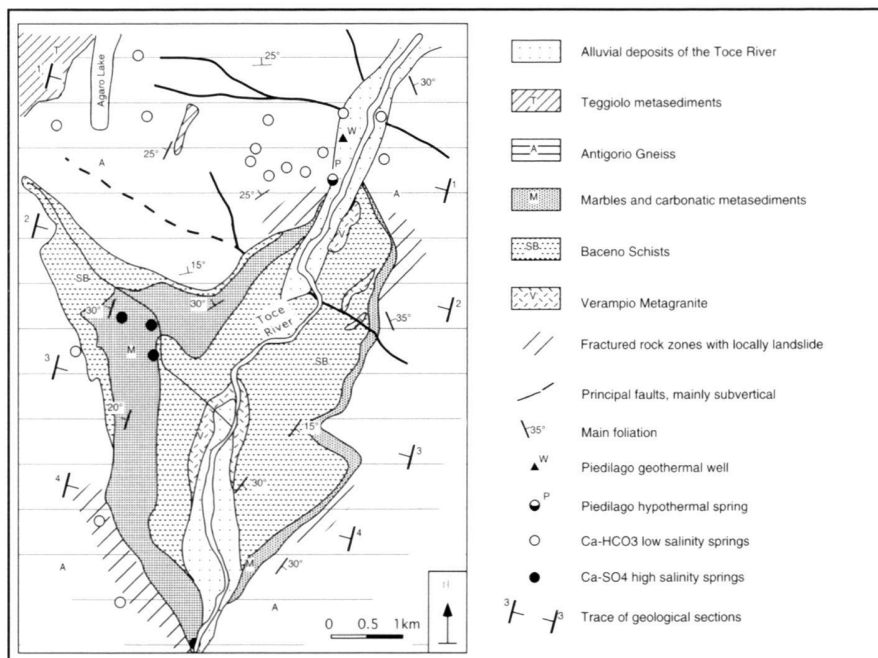 T
1
Agaro Lake
25°
30°
W
25°
P
A
25°
A
1
2
V
15°
SB
30°
30°
Toce
River
2
35°
M
SB
3
20°
V
15°
3
30°
4
4
30°
A
M
A
0 0.5 1km
Alluvial deposits of the Toce River
T Teggiolo metasediments
A Antigorio Gneiss
M Marbles and carbonatic metasediments
SB Baceno Schists
V Verampio Metagranite
Fractured rock zones with locally landslide
Principal faults, mainly subvertical
35° Main foliation
W Piedilago geothermal well
P Piedilago hypothermal spring
Ca-HCO3 low salinity springs
Ca-SO4 high salinity springs
3 3 Trace of geological sections